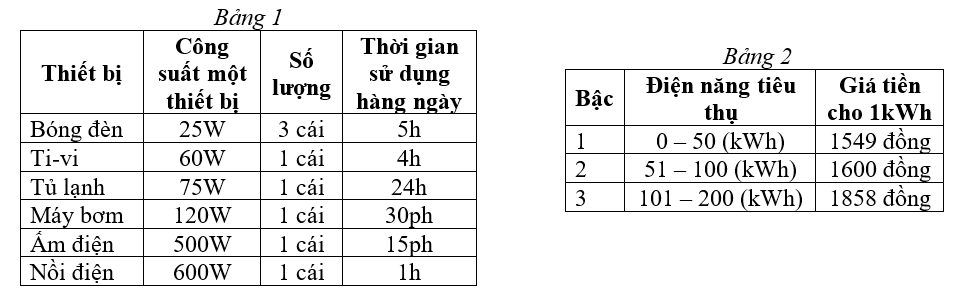 Bảng 1
Thiết bị | Công suất một thiết bị | Số lượng | Thời gian sử dụng hàng ngày
Bóng đèn | 25W | 3 cái | 5h
Ti-vi | 60W | 1 cái | 4h
Tủ lạnh | 75W | 1 cái | 24h
Máy bơm | 120W | 1 cái | 30ph
Ấm điện | 500W | 1 cái | 15ph
Nồi điện | 600W | 1 cái | 1h
Bảng 2
Bậc | Điện năng tiêu thụ | Giá tiền cho 1kWh
1 | 0 – 50 (kWh) | 1549 đồng
2 | 51 – 100 (kWh) | 1600 đồng
3 | 101 – 200 (kWh) | 1858 đồng